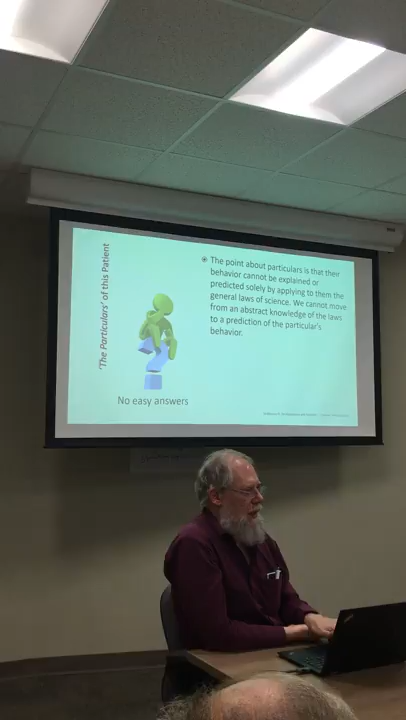 'The Particulars' of this Patient
※ The point about particulars is that their
behavior cannot be explained or
predicted solely by applying to them the
general laws of science. We cannot move
from an abstract knowledge of the laws
to a prediction of the particular's
behavior.
No easy answers